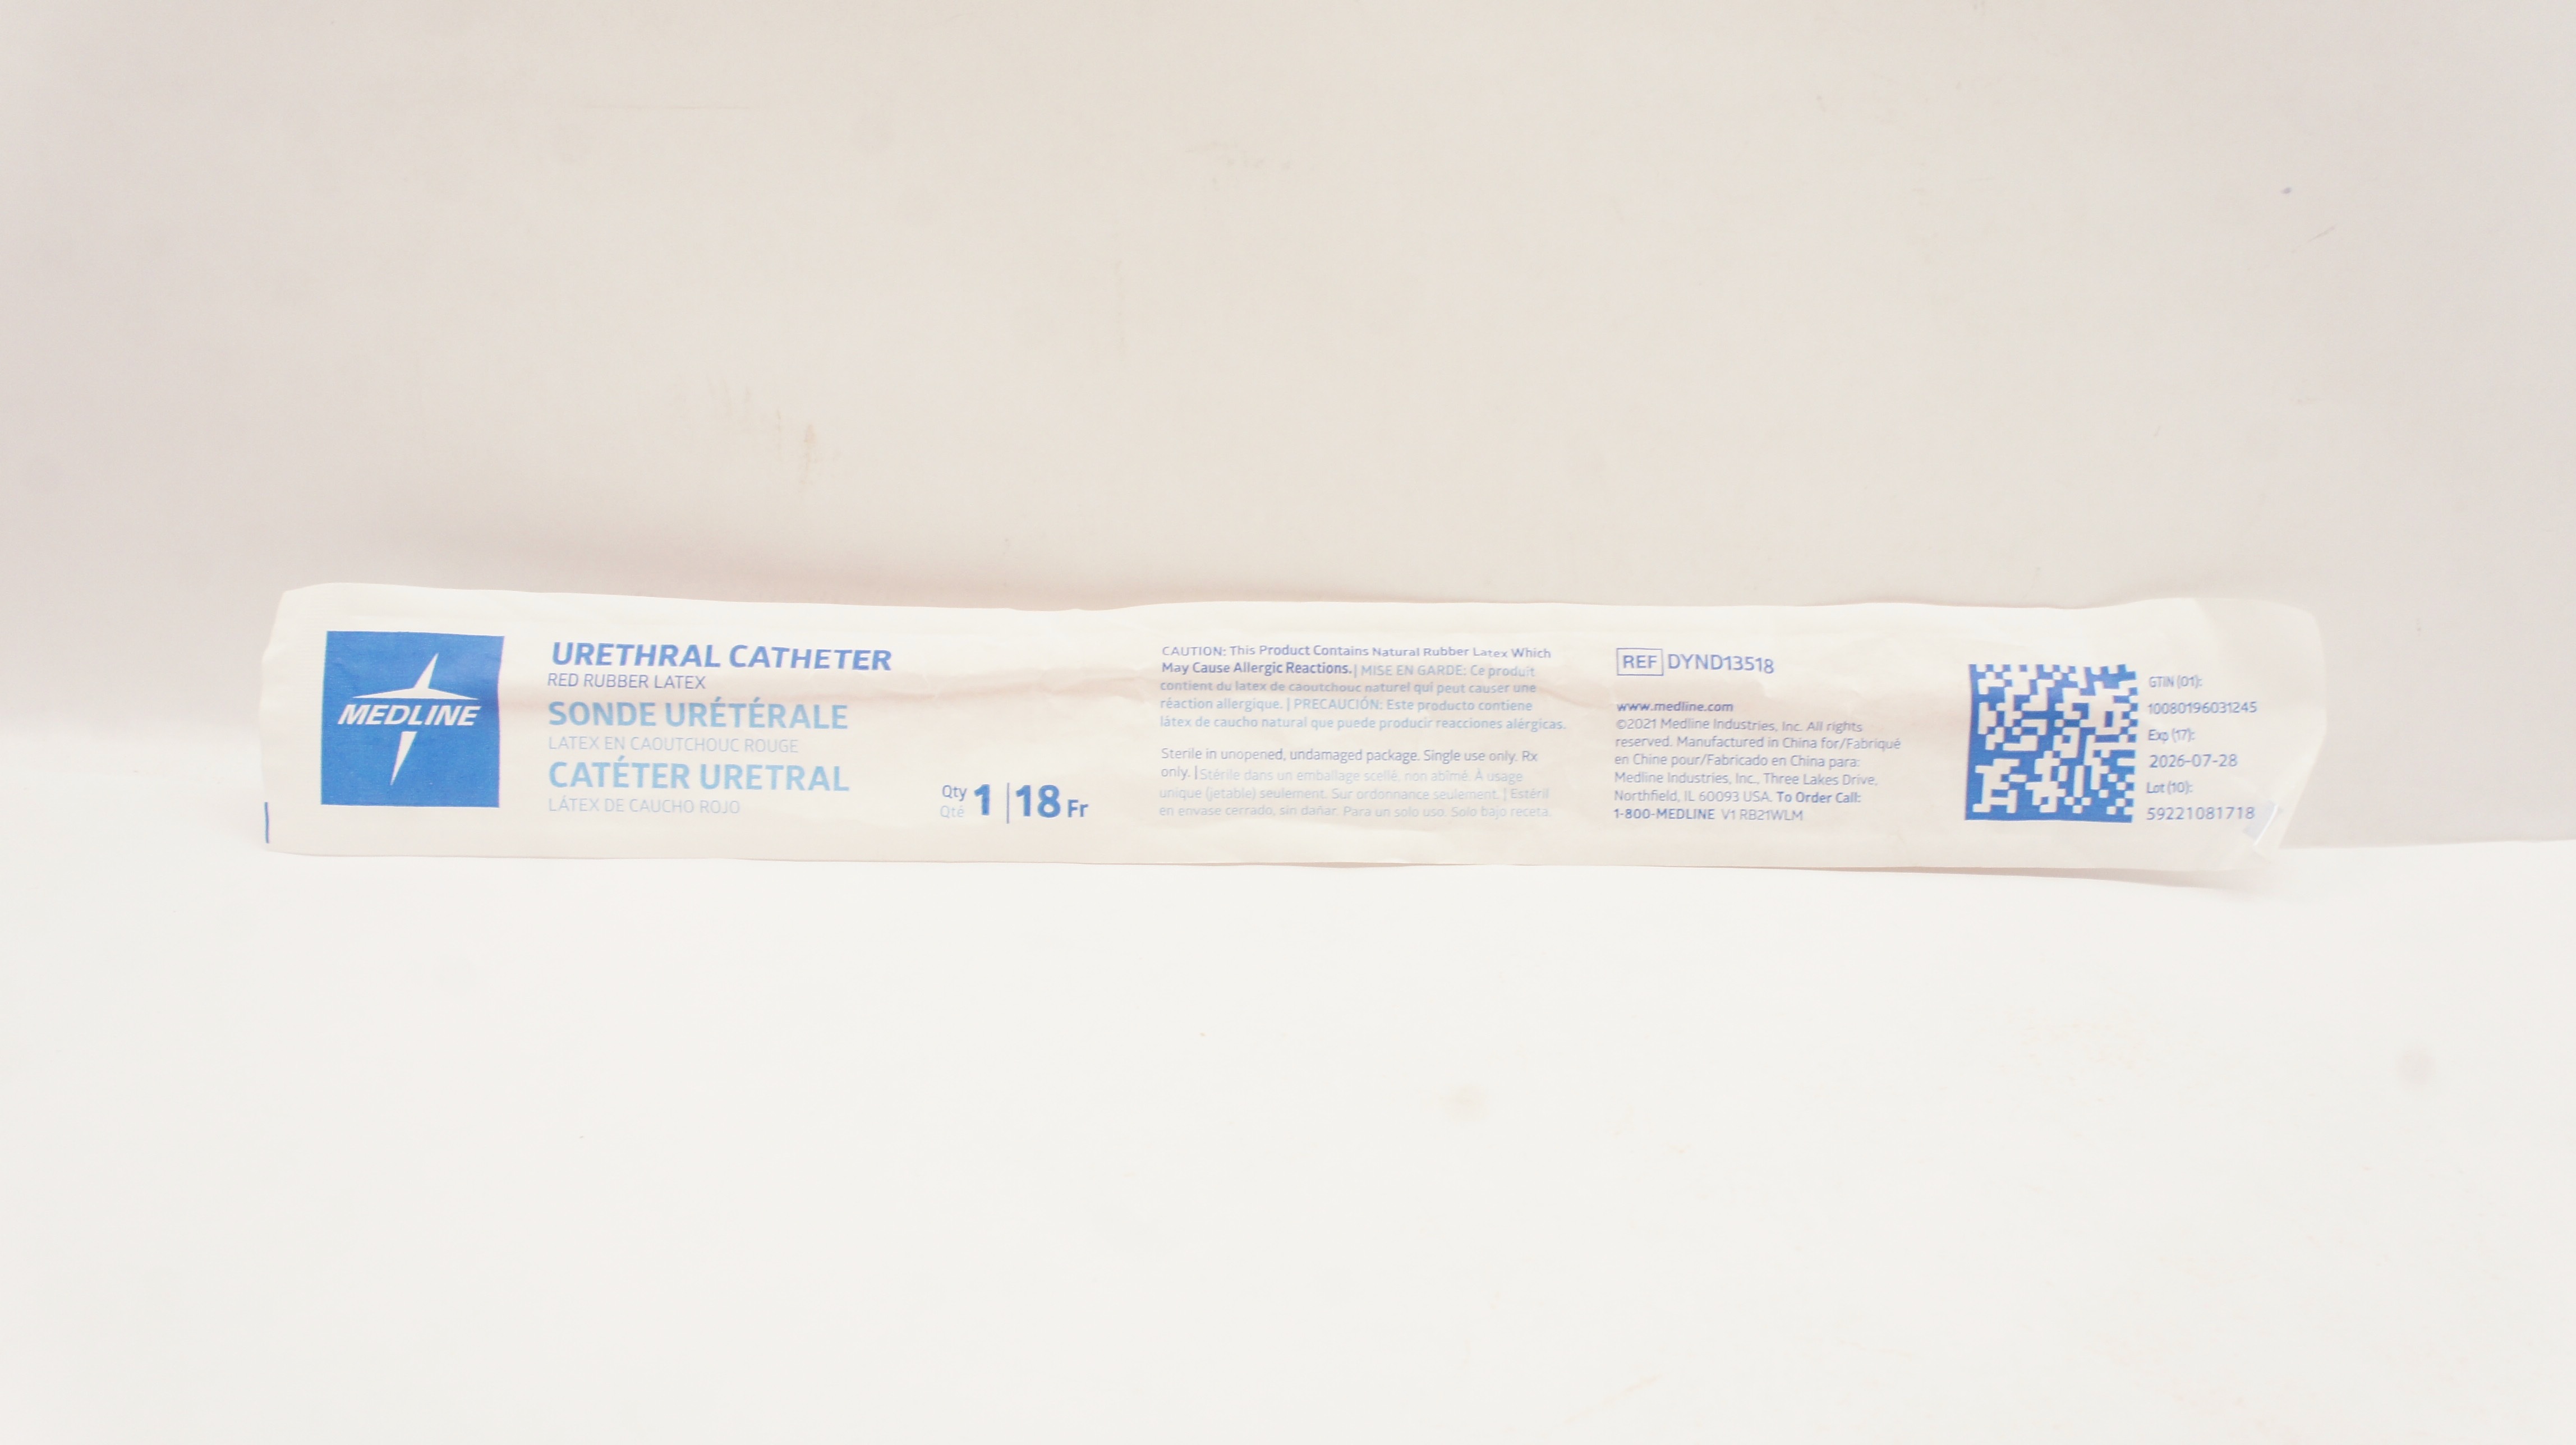 MEDLINE
URETHRAL CATHETER
RED RUBBER LATEX
SONDE URÉTÉRALE
LATEX EN CAOUTCHOUC ROUGE
CATÉTER URETRAL
LÁTEX DE CAUCHO ROJO
Qty 1 | 18 Fr
Qté
CAUTION: This Product Contains Natural Rubber Latex Which
May Cause Allergic Reactions. | MISE EN GARDE: Ce produit
contient du latex de caoutchouc naturel qui peut causer une
réaction allergique. | PRECAUCIÓN: Este producto contiene
látex de caucho natural que puede producir reacciones alérgicas.
Sterile in unopened, undamaged package. Single use only. Rx
only. | Stérile dans un emballage scellé, non abîmé. À usage
unique (jetable) seulement. Sur ordonnance seulement. | Estéril
en envase cerrado, sin dañar. Para un solo uso. Solo bajo receta.
REF DYND13518
www.medline.com
©2021 Medline Industries, Inc. All rights
reserved. Manufactured in China for/Fabriqué
en Chine pour/Fabricado en China para:
Medline Industries, Inc., Three Lakes Drive,
Northfield, IL 60093 USA. To Order Call:
1-800-MEDLINE V1 RB21WLM
GTIN (01):
10080196031245
Exp (17):
2026-07-28
Lot (10):
59221081718